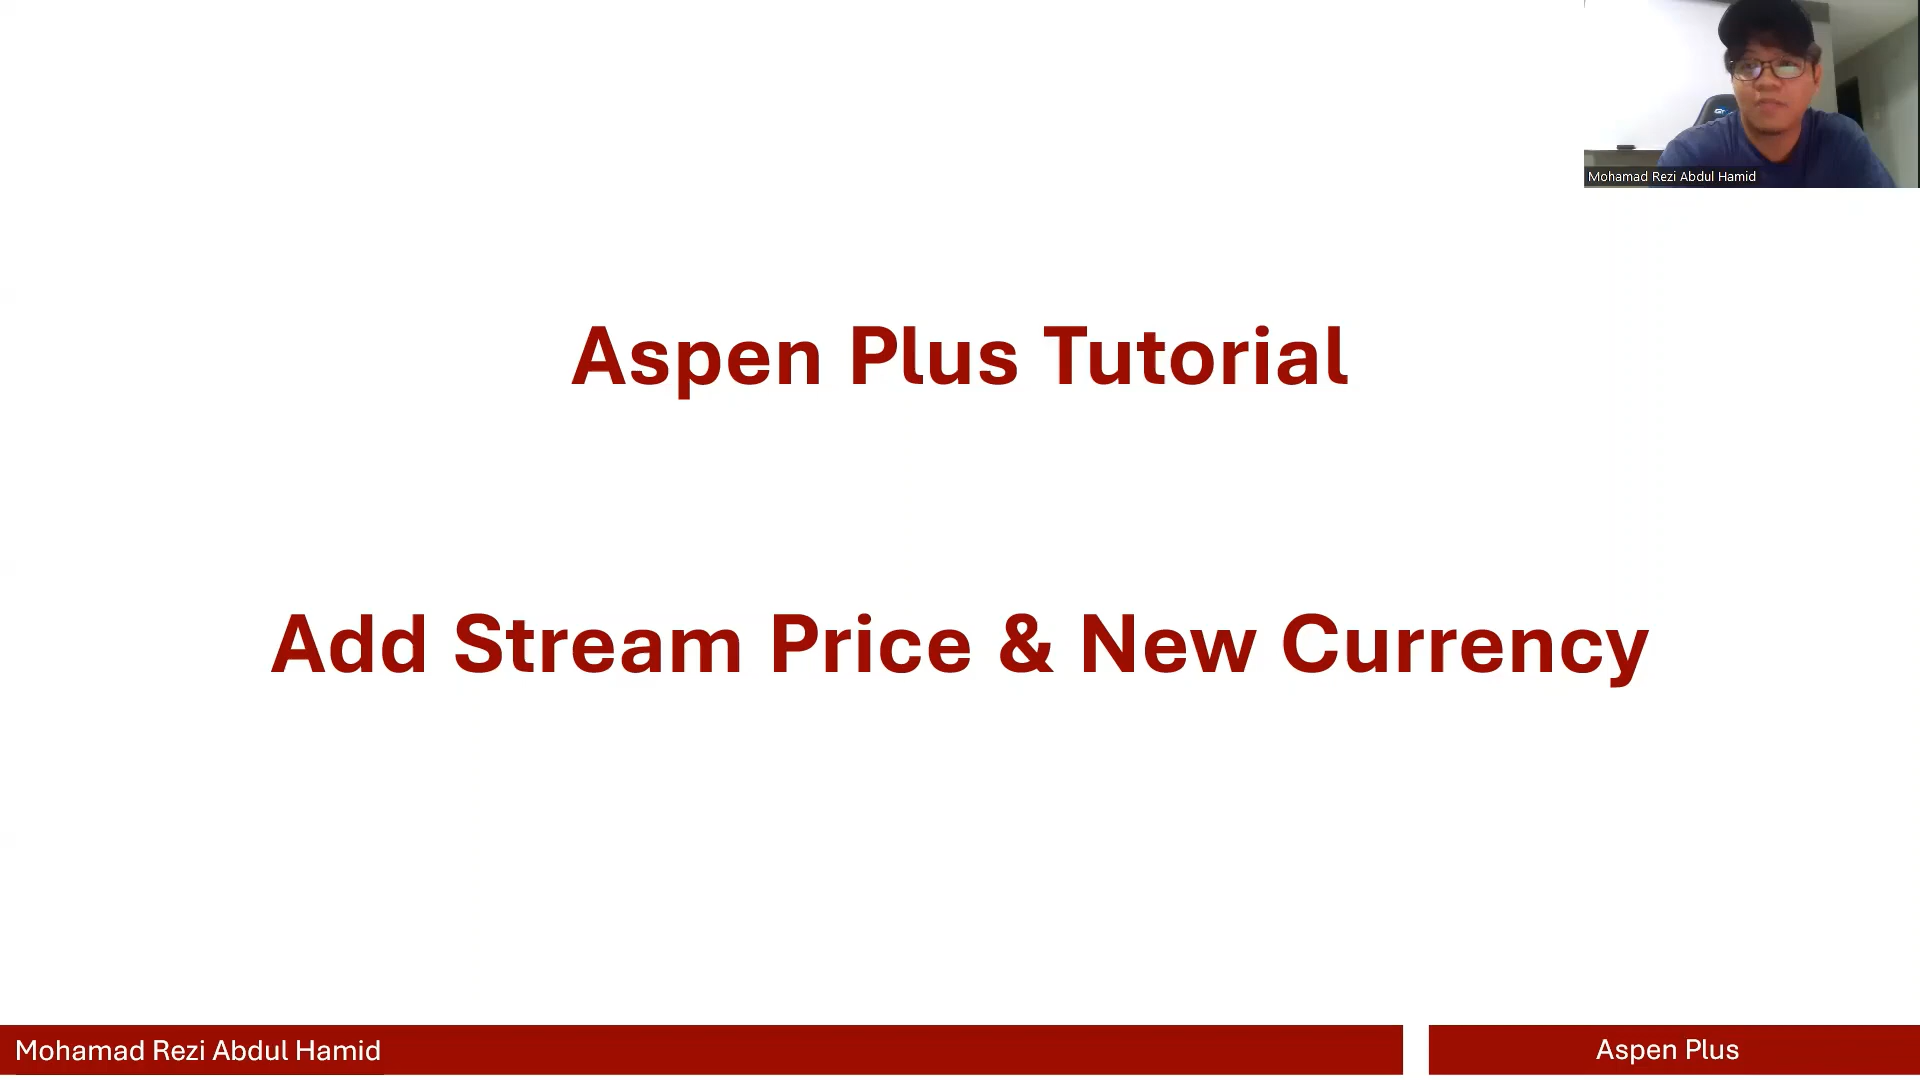 Mohamad Rezi Abdul Hamid
Aspen Plus Tutorial
Add Stream Price & New Currency
Mohamad Rezi Abdul Hamid
Aspen Plus